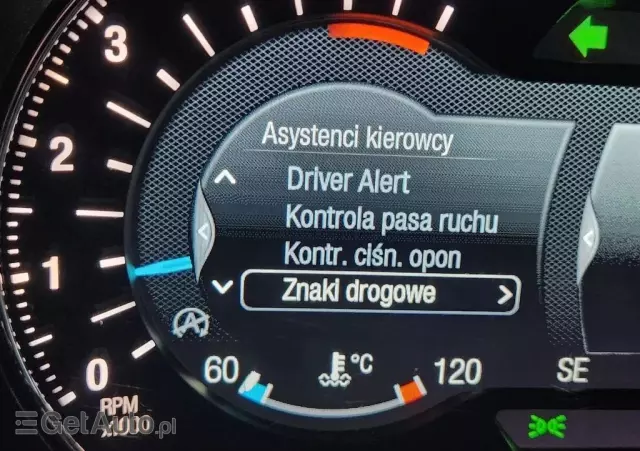 3
2
1
0
RPM
x1000
Asystenci kierowcy
Driver Alert
Kontrola pasa ruchu
Kontr. ciśn. opon
Znaki drogowe
60
°C
120
SE
A
GetAuto.pl